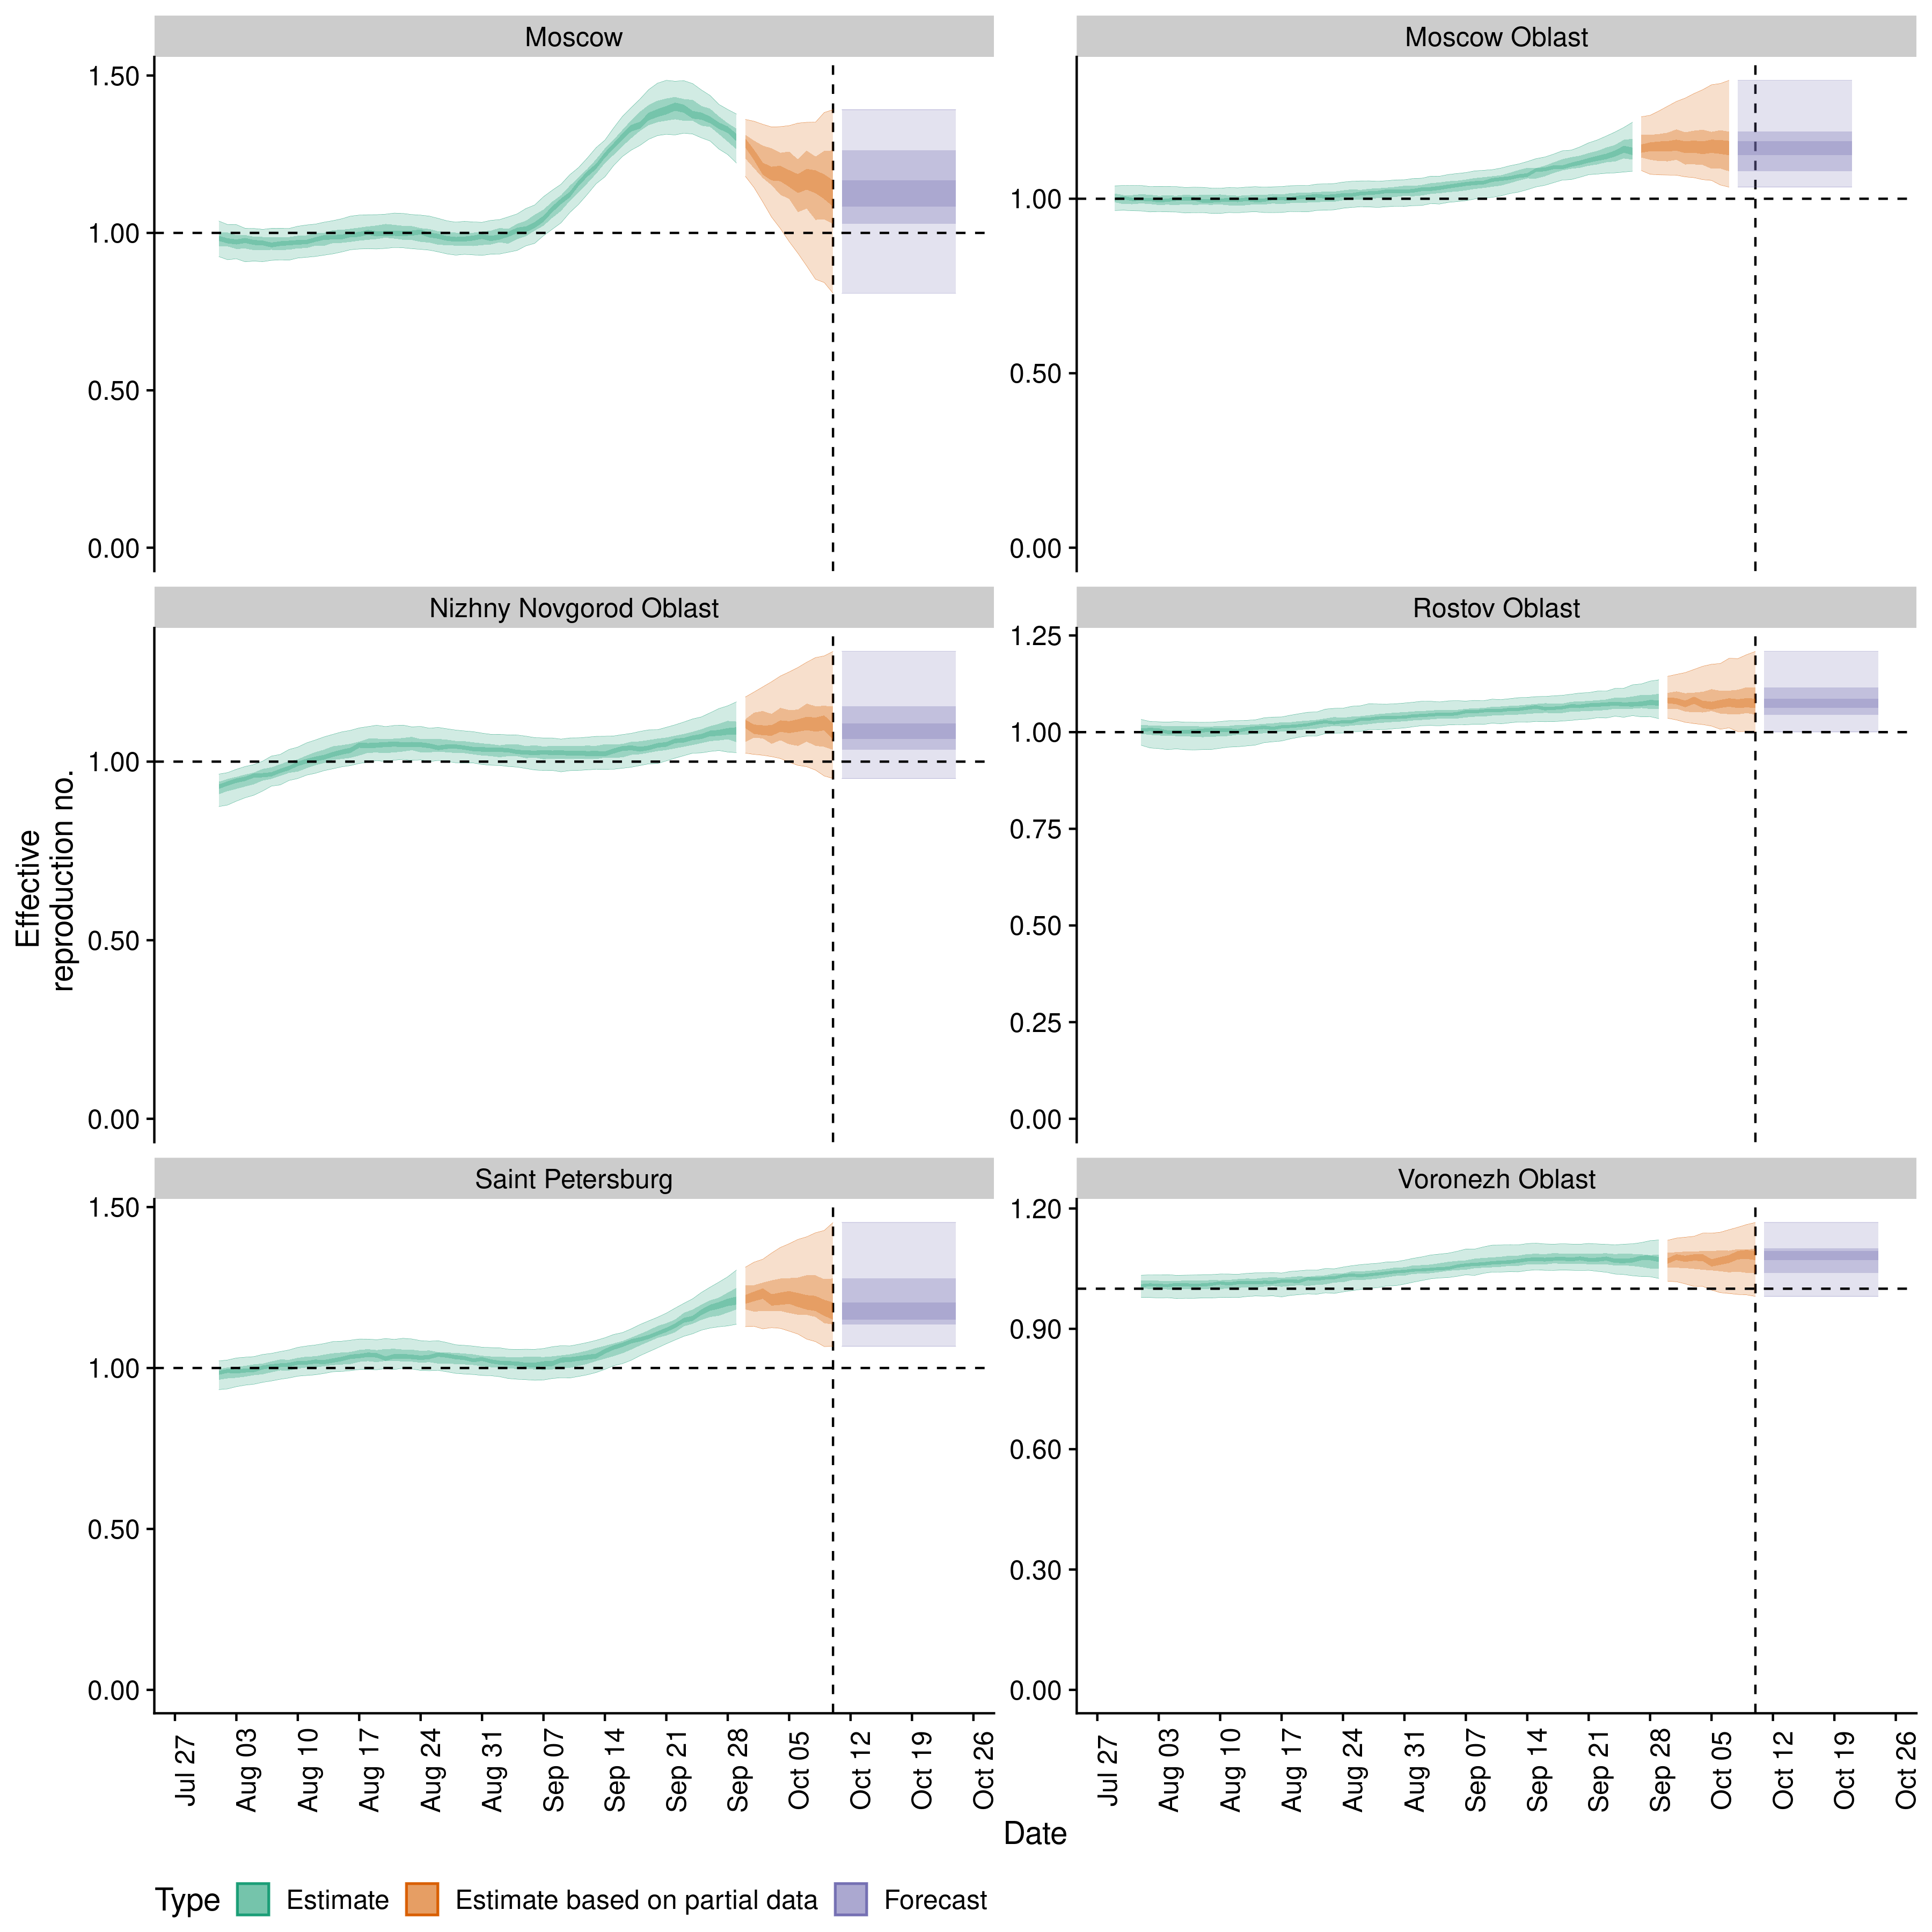 Moscow
Moscow Oblast
1.50
1.00
0.50
0.00
1.00
0.50
0.00
Nizhny Novgorod Oblast
Rostov Oblast
1.00
0.50
0.00
1.25
1.00
0.75
0.50
0.25
0.00
Effective
reproduction no.
Saint Petersburg
Voronezh Oblast
1.50
1.00
0.50
0.00
1.20
0.90
0.60
0.30
0.00
Jul 27
Aug 03
Aug 10
Aug 17
Aug 24
Aug 31
Sep 07
Sep 14
Sep 21
Sep 28
Oct 05
Oct 12
Oct 19
Oct 26
Jul 27
Aug 03
Aug 10
Aug 17
Aug 24
Aug 31
Sep 07
Sep 14
Sep 21
Sep 28
Oct 05
Oct 12
Oct 19
Oct 26
Date
Type Estimate Estimate based on partial data Forecast